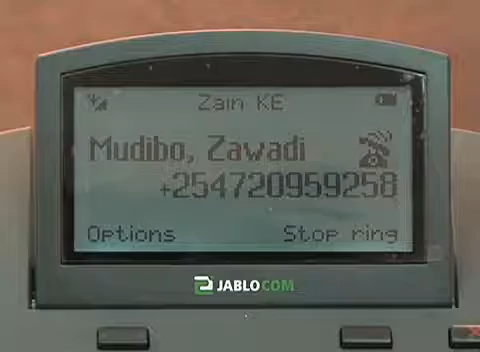 Zain KE
Mudibo, Zawadi
+254720959258
Options Stop ring
JABLOCOM